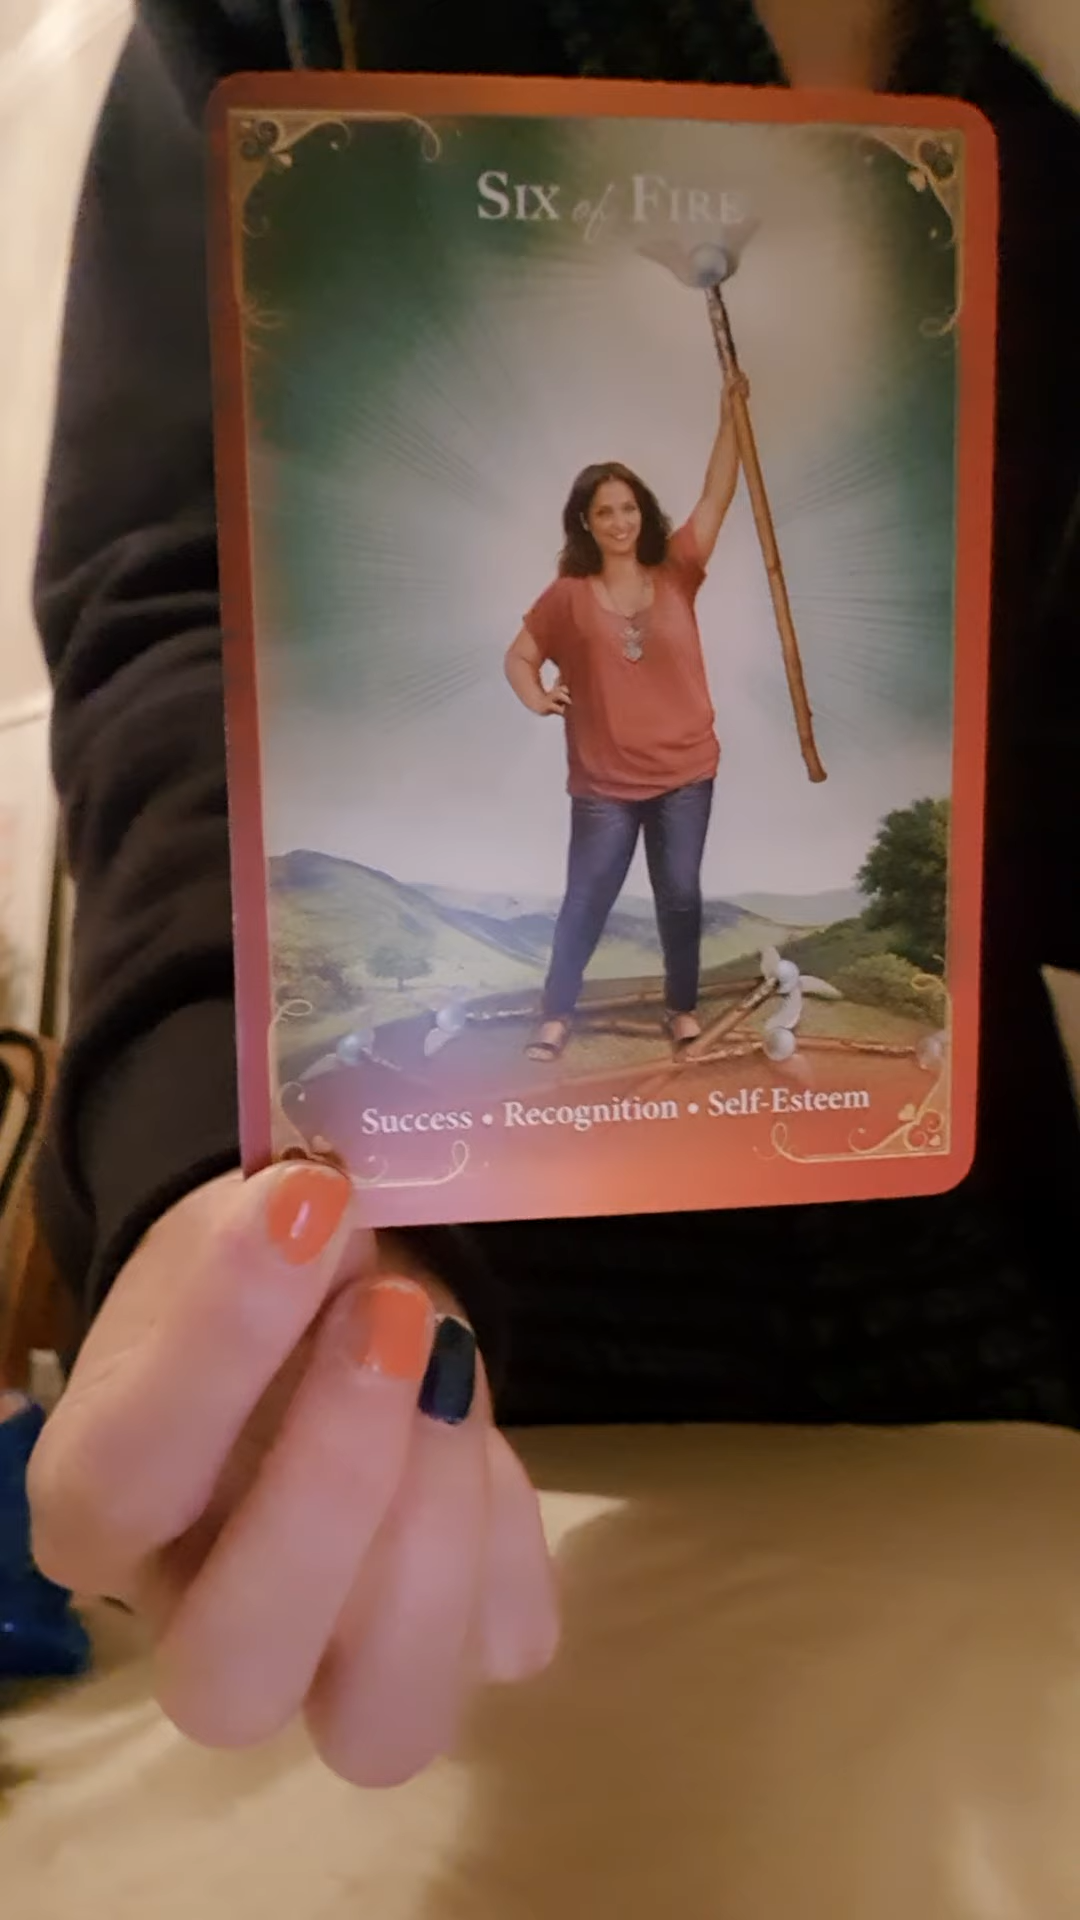 Six of Fire
Success • Recognition • Self-Esteem